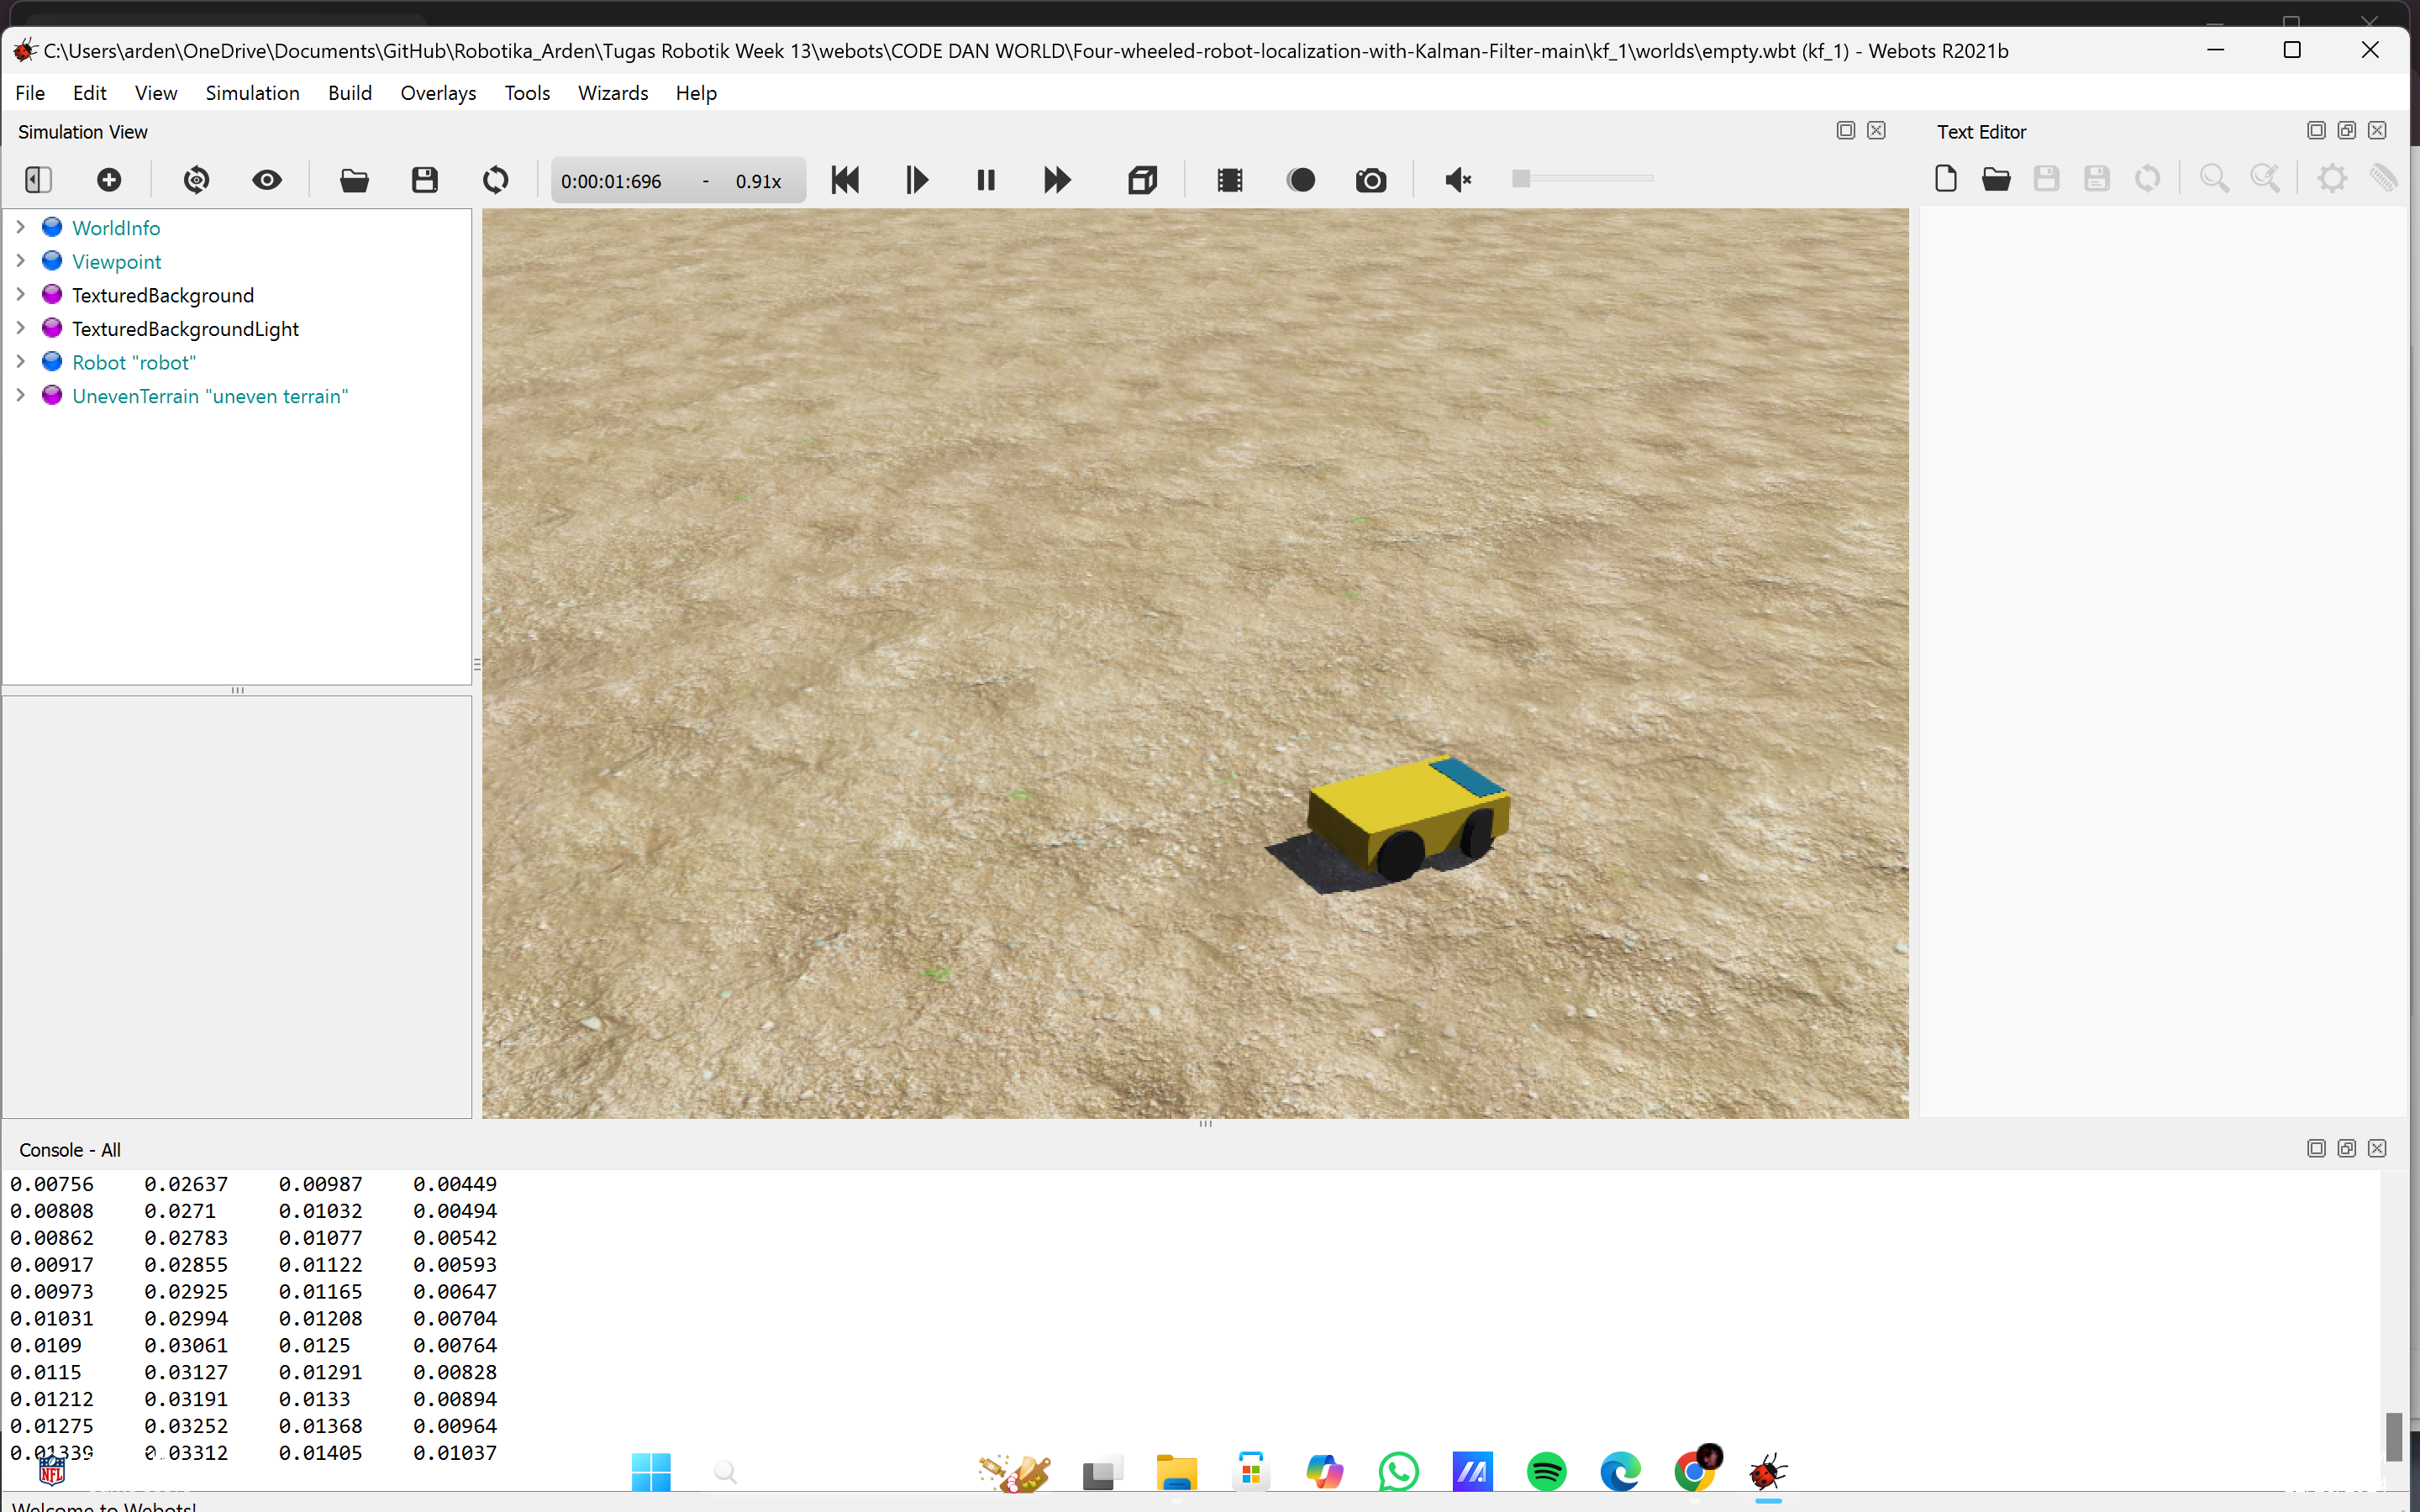 C:\Users\arden\OneDrive\Documents\GitHub\Robotika_Arden\Tugas Robotik Week 13\webots\CODE DAN WORLD\Four-wheeled-robot-localization-with-Kalman-Filter-main\kf_1\worlds\empty.wbt (kf_1) - Webots R2021b
File Edit View Simulation Build Overlays Tools Wizards Help
Simulation View
Text Editor
0:00:01:696 - 0.91x
WorldInfo
Viewpoint
TexturedBackground
TexturedBackgroundLight
Robot "robot"
UnevenTerrain "uneven terrain"
Console - All
0.00756 0.02637 0.00987 0.00449
0.00808 0.0271 0.01032 0.00494
0.00862 0.02783 0.01077 0.00542
0.00917 0.02855 0.01122 0.00593
0.00973 0.02925 0.01165 0.00647
0.01031 0.02994 0.01208 0.00704
0.0109 0.03061 0.0125 0.00764
0.0115 0.03127 0.01291 0.00828
0.01212 0.03191 0.0133 0.00894
0.01275 0.03252 0.01368 0.00964
0.01339 0.03312 0.01405 0.01037
NFL
Welcome to Webots!